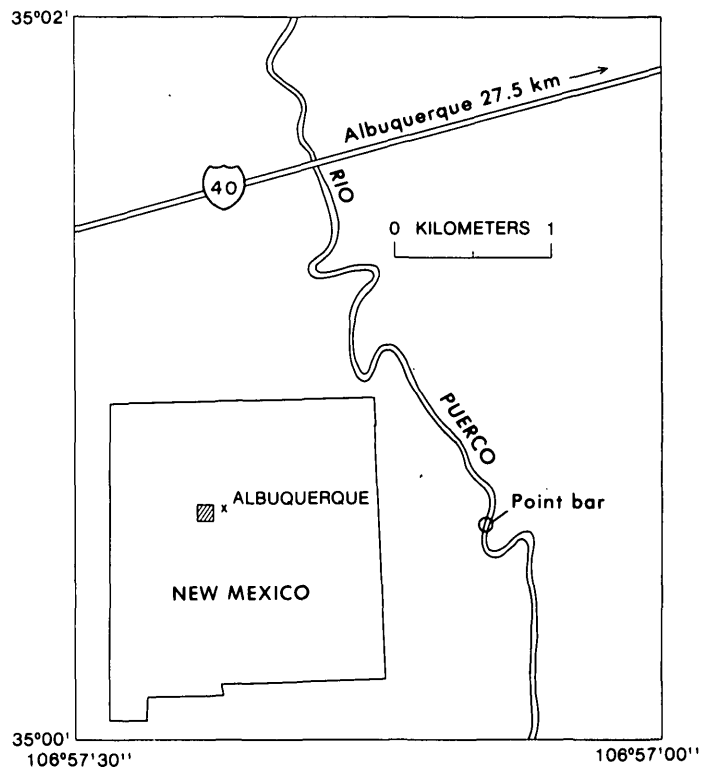 35°02'
Albuquerque 27.5 km
40
RIO
0 KILOMETERS 1
PUERCO
ALBUQUERQUE
Point bar
NEW MEXICO
35°00'
106°57'30"
106°57'00"